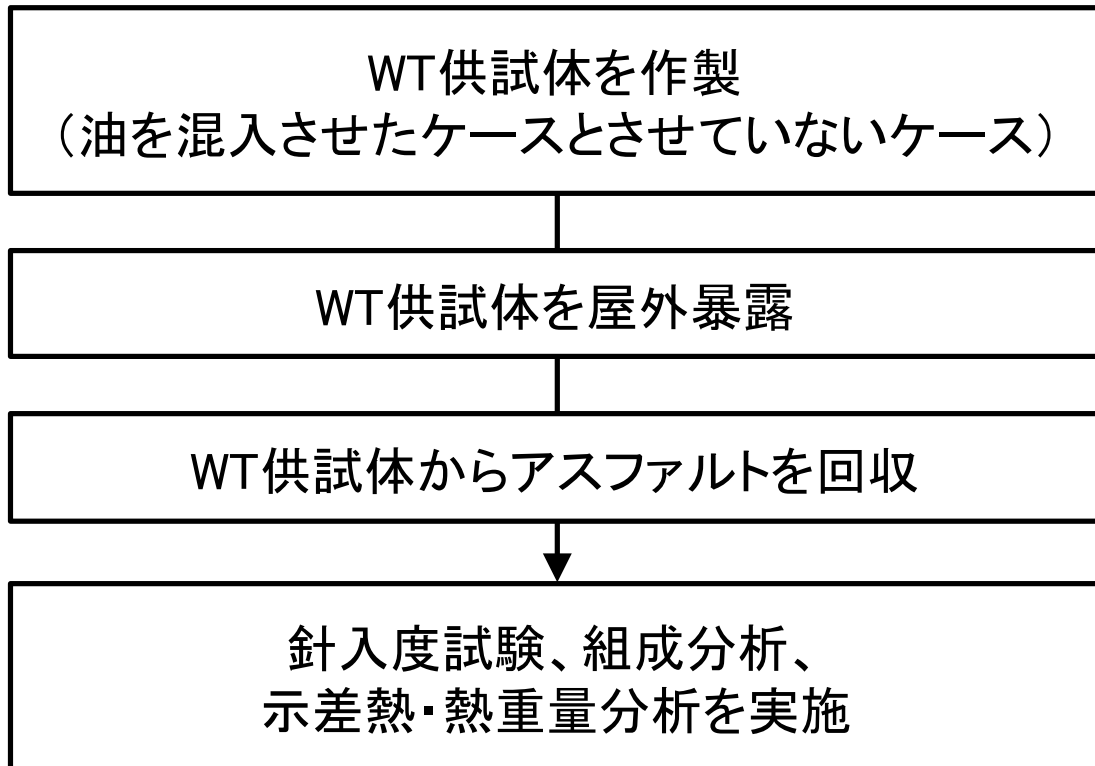 WT供試体を作製
（油を混入させたケースとさせていないケース）
WT供試体を屋外暴露
WT供試体からアスファルトを回収
針入度試験、組成分析、
示差熱・熱重量分析を実施